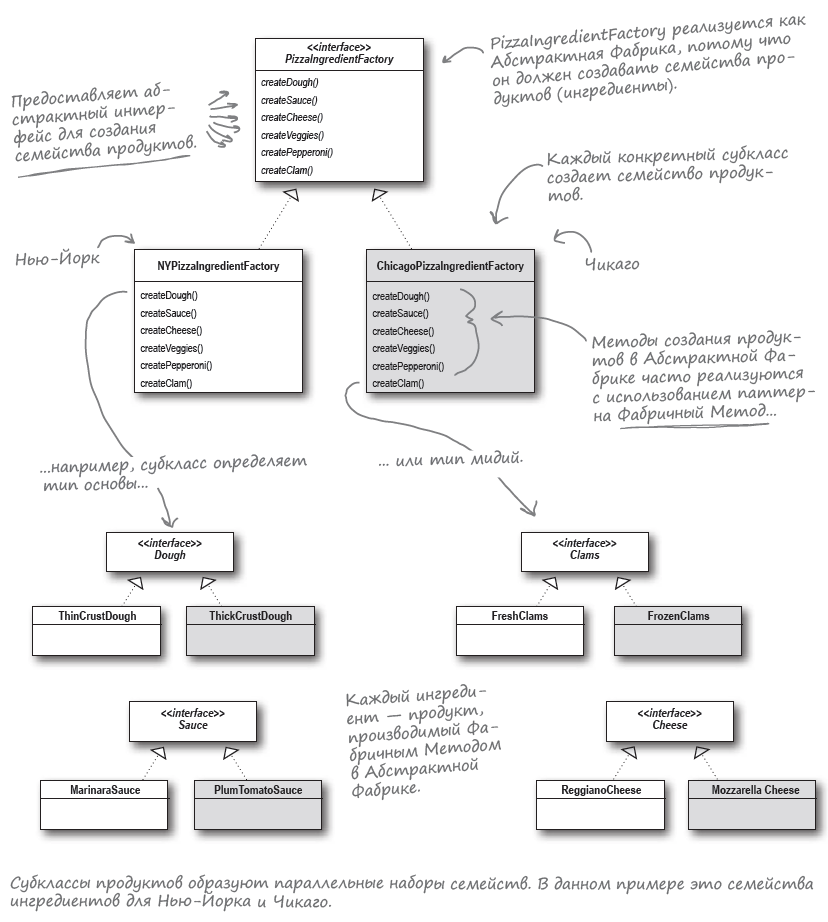 <<interface>>
PizzaIngredientFactory
createDough()
createSauce()
createCheese()
createVeggies()
createPepperoni()
createClam()
PizzaIngredientFactory реализуется как
Абстрактная Фабрика, потому что
он должен создавать семейства про-
дуктов (ингредиенты).
Предоставляет аб-
страктный интер-
фейс для создания
семейства продуктов.
Каждый конкретный субкласс
создает семейство продук-
тов.
Нью-Йорк
NYPizzaIngredientFactory
createDough()
createSauce()
createCheese()
createVeggies()
createPepperoni()
createClam()
ChicagoPizzaIngredientFactory
createDough()
createSauce()
createCheese()
createVeggies()
createPepperoni()
createClam()
Чикаго
Методы создания продук-
тов в Абстрактной Фа-
брике часто реализуются
с использованием паттер-
на Фабричный Метод...
...например, субкласс определяет
тип основы...
... или тип мидий.
<<interface>>
Dough
ThinCrustDough
ThickCrustDough
<<interface>>
Clams
FreshClams
FrozenClams
<<interface>>
Sauce
MarinaraSauce
PlumTomatoSauce
Каждый ингреди-
ент — продукт,
производимый Фа-
бричным Методом
в Абстрактной
Фабрике.
<<interface>>
Cheese
ReggianoCheese
Mozzarella Cheese
Субклассы продуктов образуют параллельные наборы семейств. В данном примере это семейства
ингредиентов для Нью-Йорка и Чикаго.